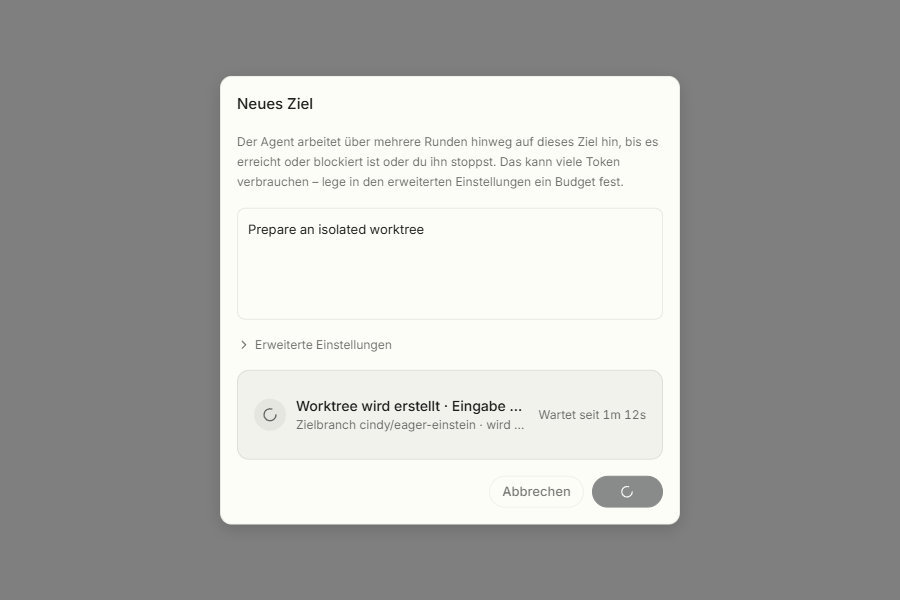 Neues Ziel
Der Agent arbeitet über mehrere Runden hinweg auf dieses Ziel hin, bis es
erreicht oder blockiert ist oder du ihn stoppst. Das kann viele Token
verbrauchen – lege in den erweiterten Einstellungen ein Budget fest.
Prepare an isolated worktree
Erweiterte Einstellungen
Worktree wird erstellt · Eingabe ...
Wartet seit 1m 12s
Zielbranch cindy/eager-einstein · wird ...
Abbrechen